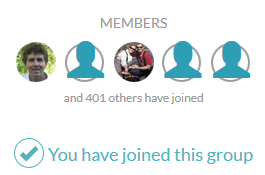 MEMBERS
and 401 others have joined
You have joined this group